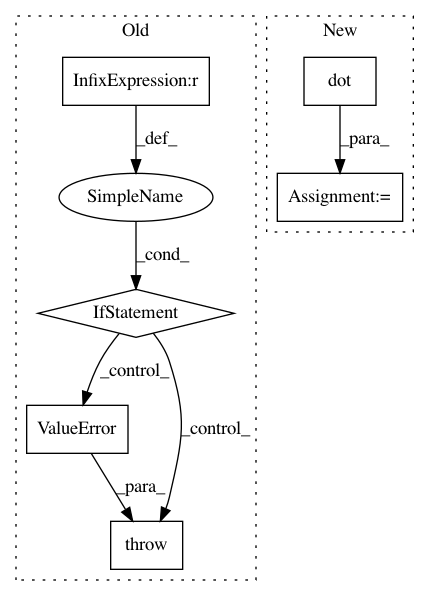 Old
New
InfixExpression:r
dot
_def_
_para_
SimpleName
Assignment:=
_cond_
IfStatement
_control_
_control_
ValueError
_para_
throw